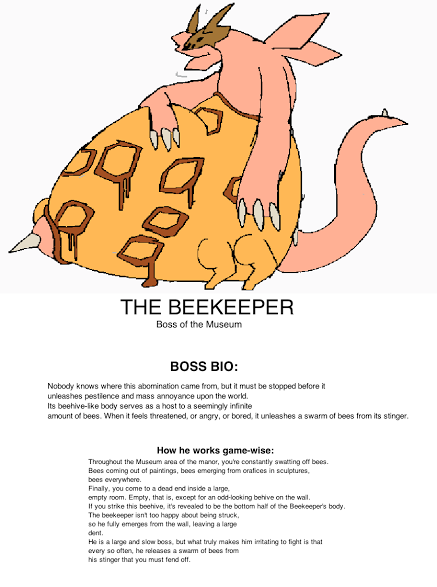 THE BEEKEEPER
Boss of the Museum
BOSS BIO:
Nobody knows where this abomination came from, but it must be stopped before it
unleashes pestilence and mass annoyance upon the world.
Its beehive-like body serves as a host to a seemingly infinite
amount of bees. When it feels threatened, or angry, or bored, it unleashes a swarm of bees from its stinger.
How he works game-wise:
Throughout the Museum area of the manor, you're constantly swatting off bees.
Bees coming out of paintings, bees emerging from orafices in sculptures,
bees everywhere.
Finally, you come to a dead end inside a large,
empty room. Empty, that is, except for an odd-looking behive on the wall.
If you strike this beehive, it's revealed to be the bottom half of the Beekeeper's body.
The beekeeper isn't too happy about being struck,
so he fully emerges from the wall, leaving a large
dent.
He is a large and slow boss, but what truly makes him irritating to fight is that
every so often, he releases a swarm of bees from
his stinger that you must fend off.